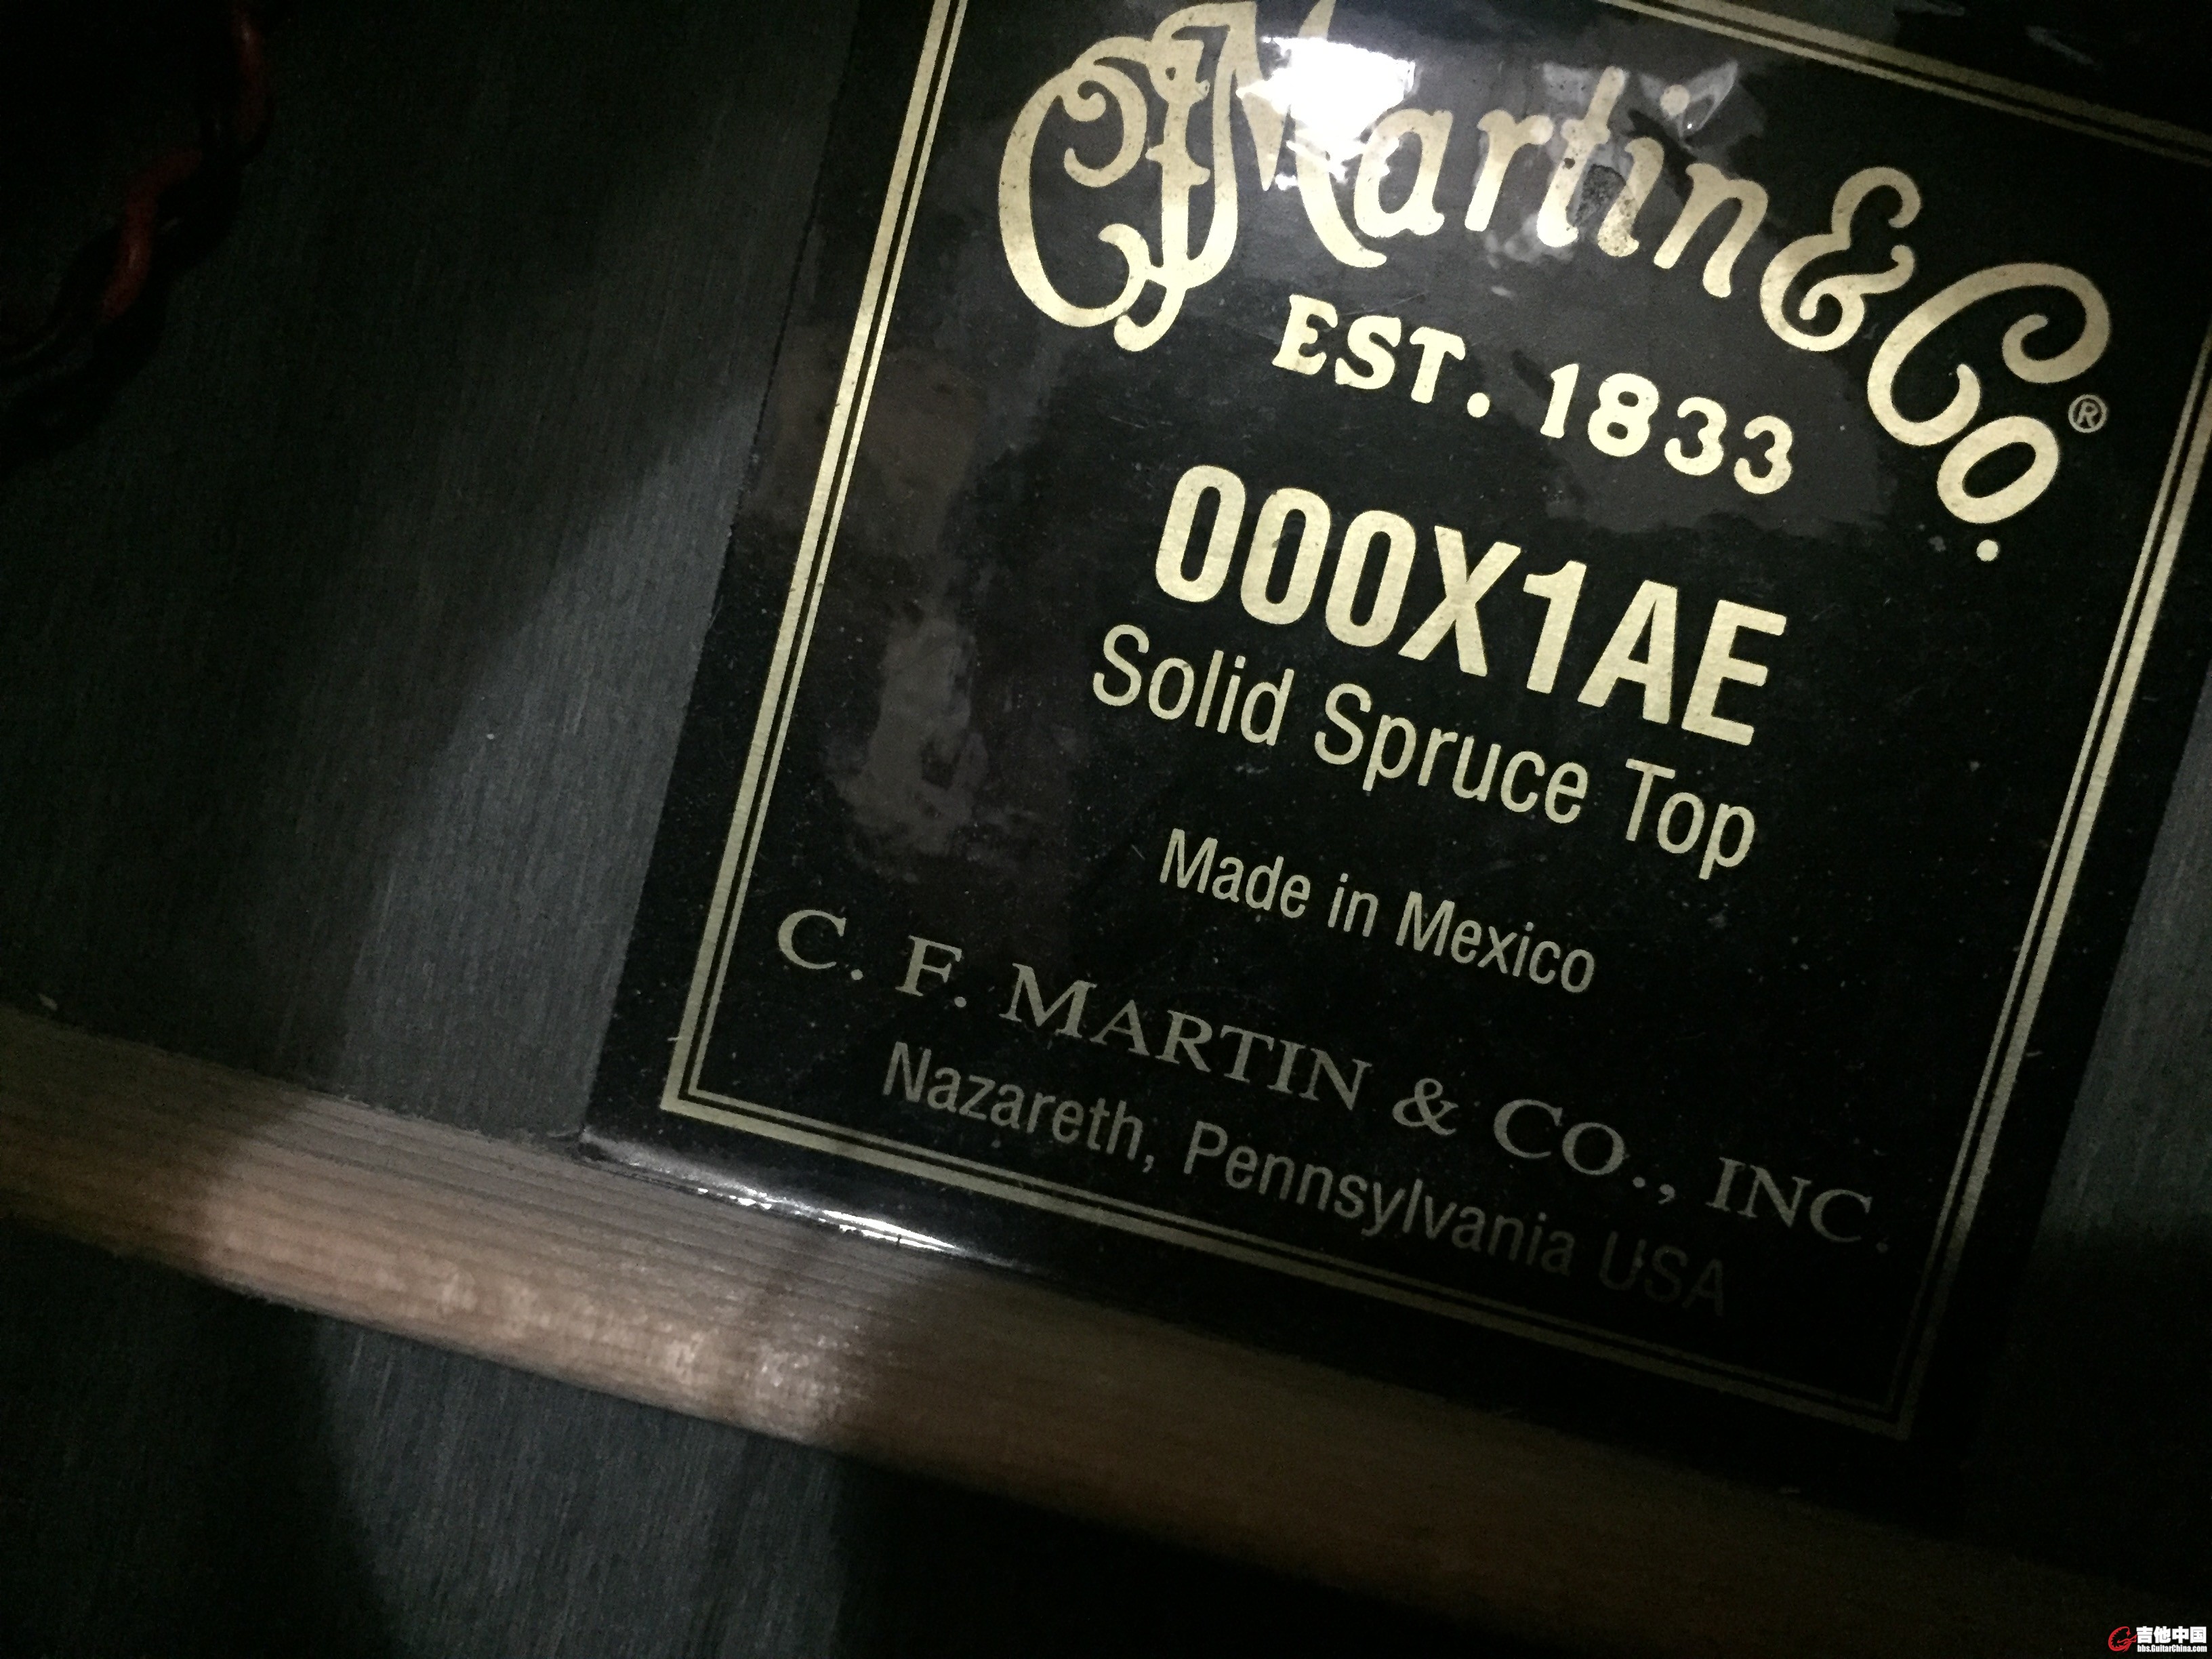 CFMartin & Co.®
EST. 1833
000X1AE
Solid Spruce Top
Made in Mexico
C. F. MARTIN & CO., INC.
Nazareth, Pennsylvania USA
吉他中国
bbs.GuitarChina.com